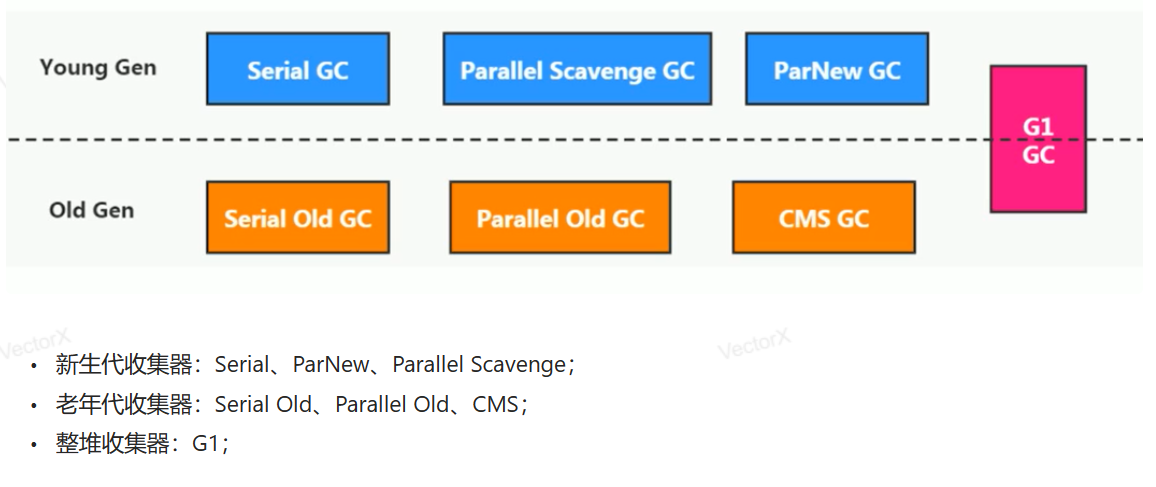 Young Gen
Serial GC
Parallel Scavenge GC
ParNew GC
G1
GC
Old Gen
Serial Old GC
Parallel Old GC
CMS GC
VectorX
VectorX
• 新生代收集器：Serial、ParNew、Parallel Scavenge；
• 老年代收集器：Serial Old、Parallel Old、CMS；
• 整堆收集器：G1；